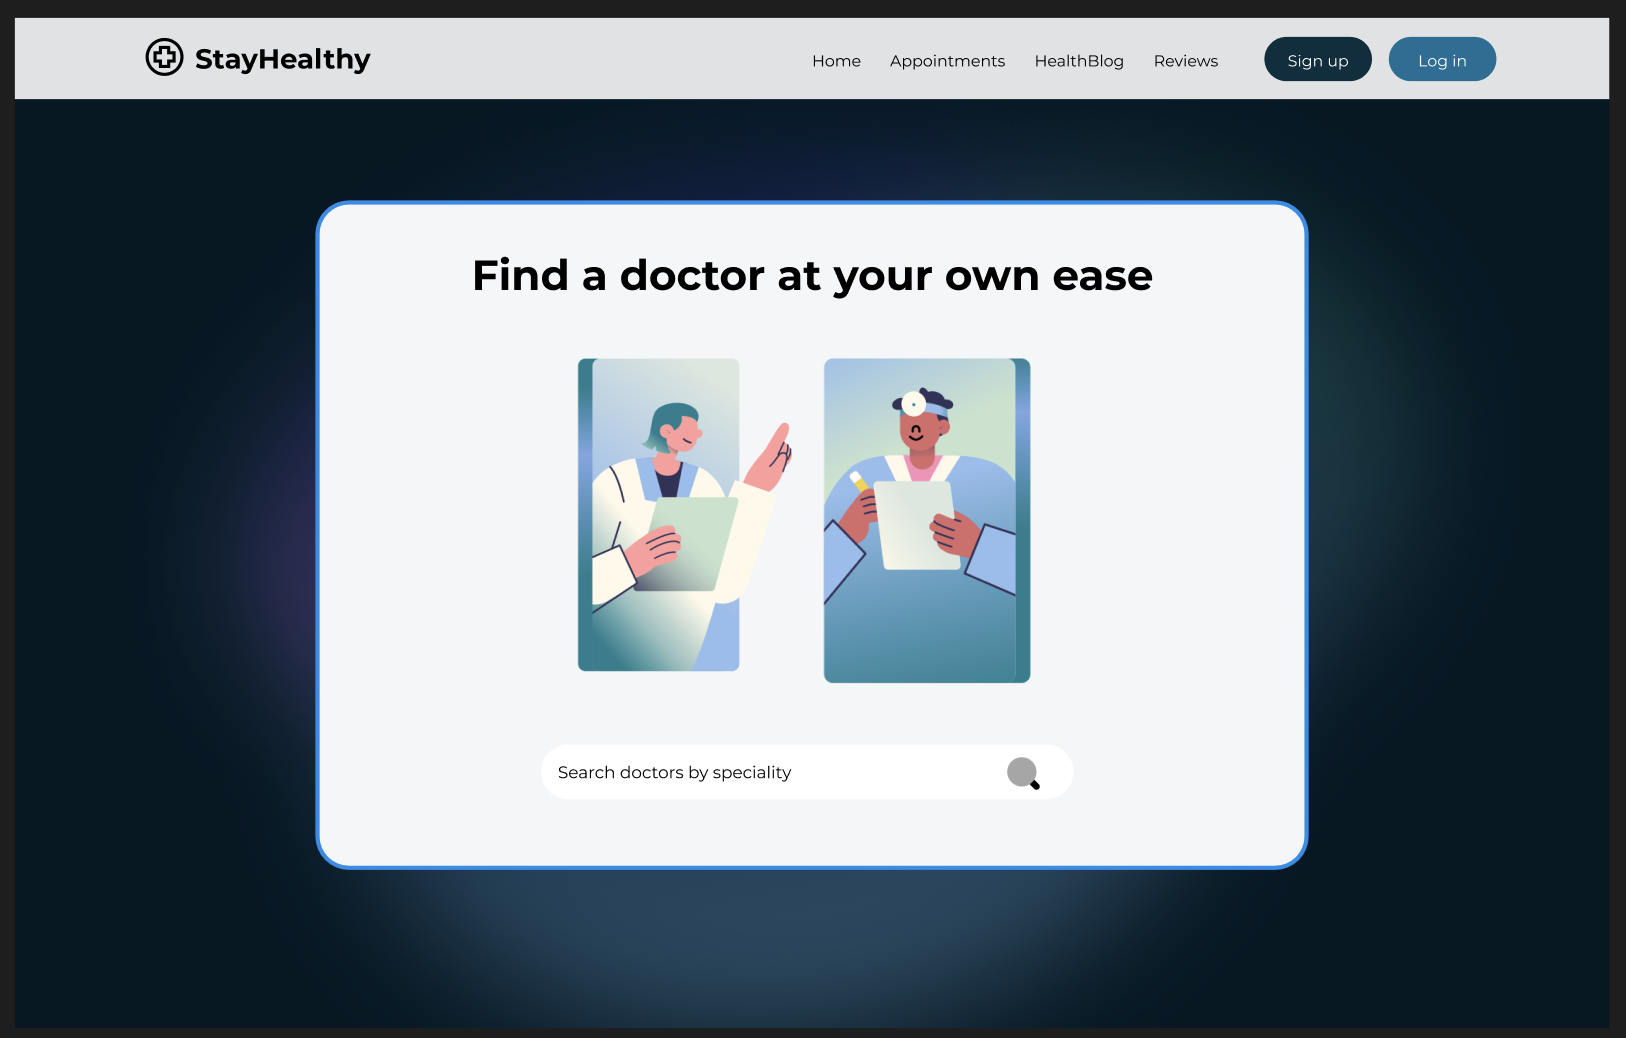 StayHealthy
Home Appointments HealthBlog Reviews Sign up Log in
Find a doctor at your own ease
Search doctors by speciality